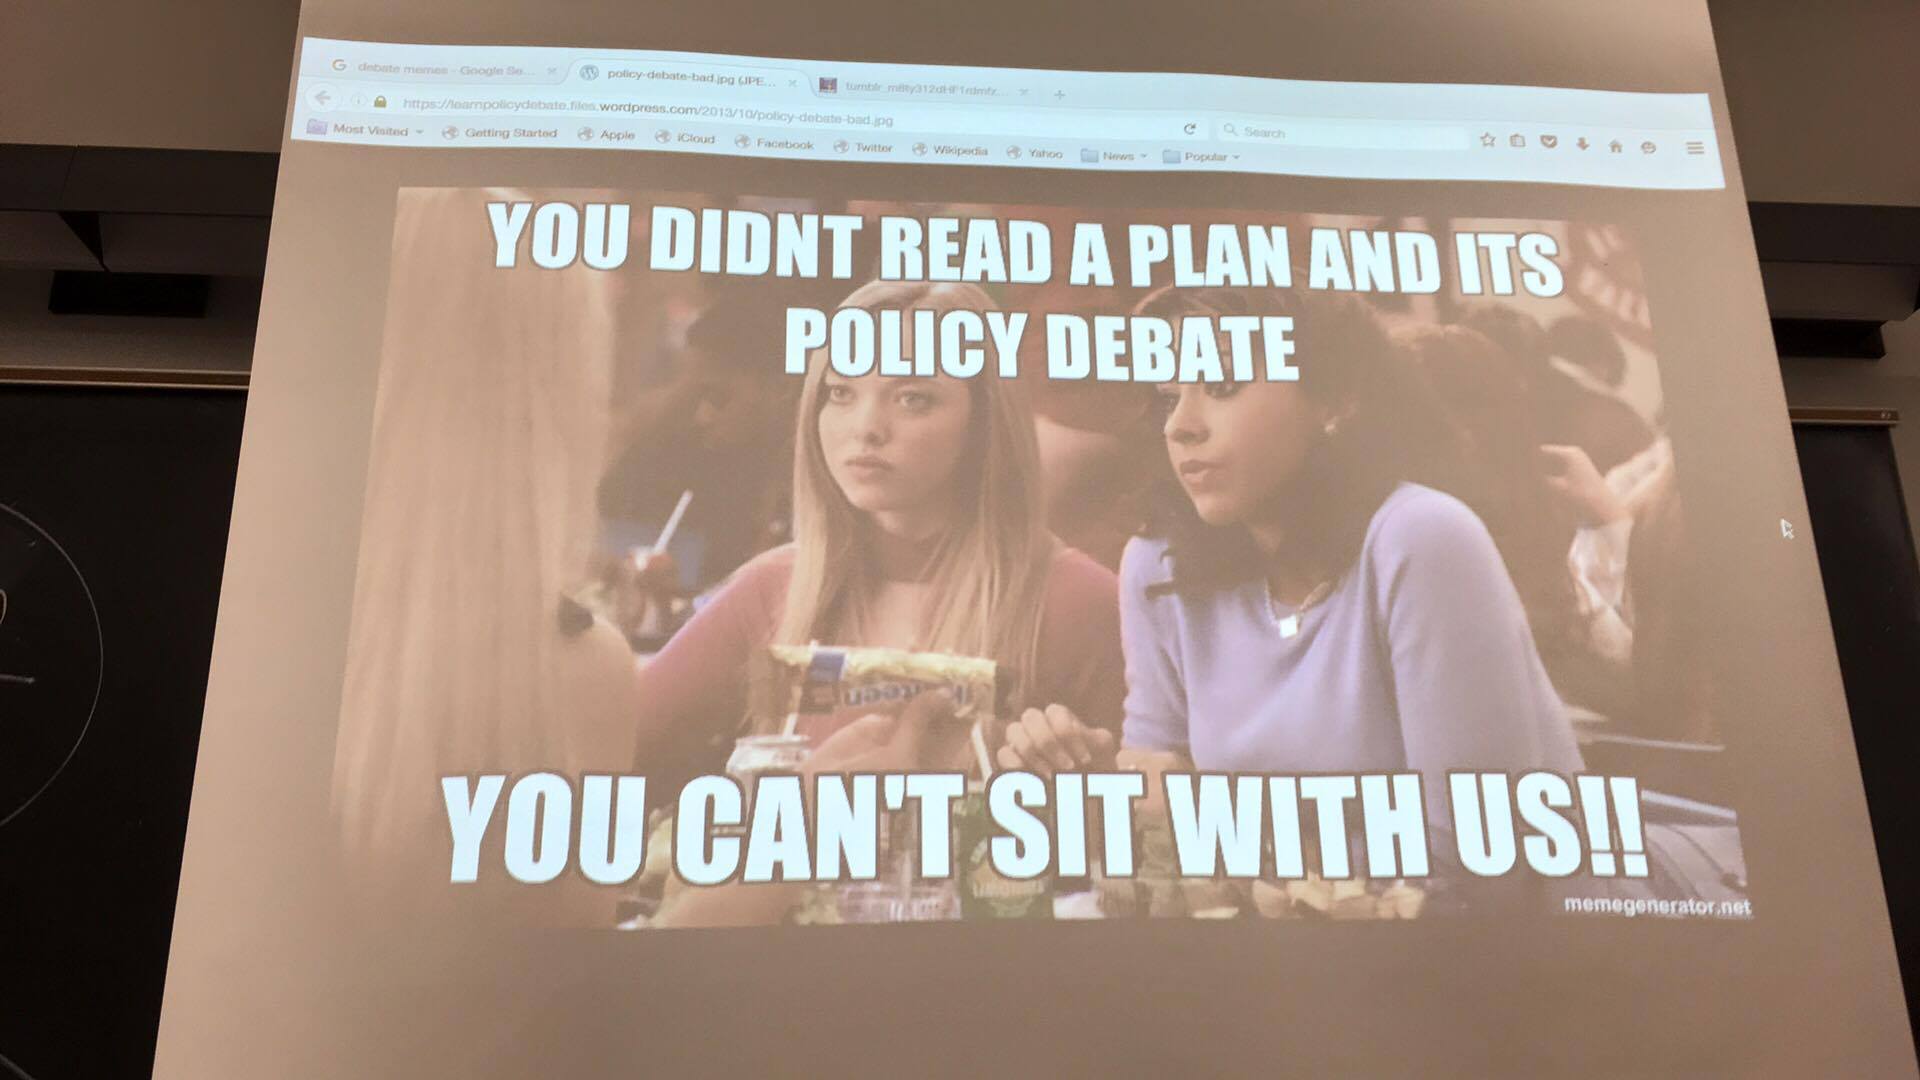 debate memes - Google Se...
policy-debate-bad.jpg (JPE...
https://learnpolicydebate.files.wordpress.com/2013/10/policy-debate-bad.jpg
Search
Most Visited
Getting Started
Apple
iCloud
Facebook
Twitter
Wikipedia
Yahoo
News
Popular
YOU DIDNT READ A PLAN AND ITS
POLICY DEBATE
YOU CAN'T SIT WITH US!!
memegenerator.net